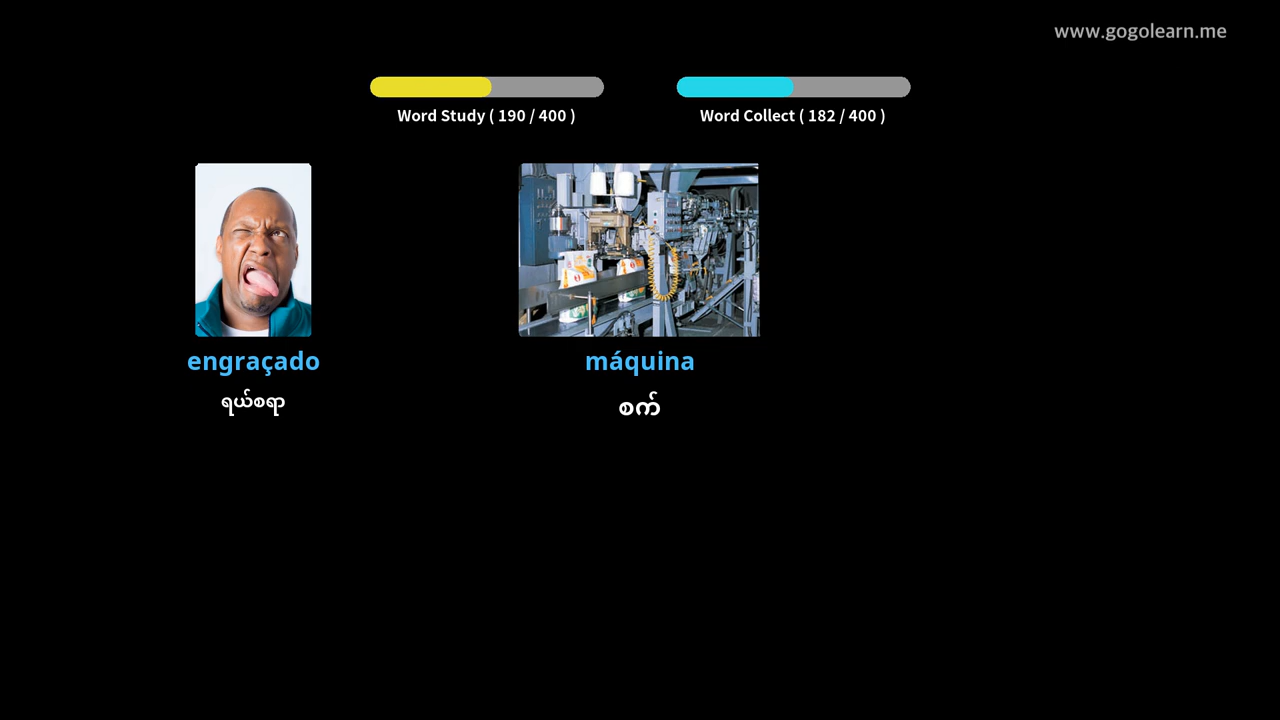 www.gogolearn.me
Word Study ( 190 / 400 )
Word Collect ( 182 / 400 )
engraçado
máquina
ရယ်စရာ
စက်